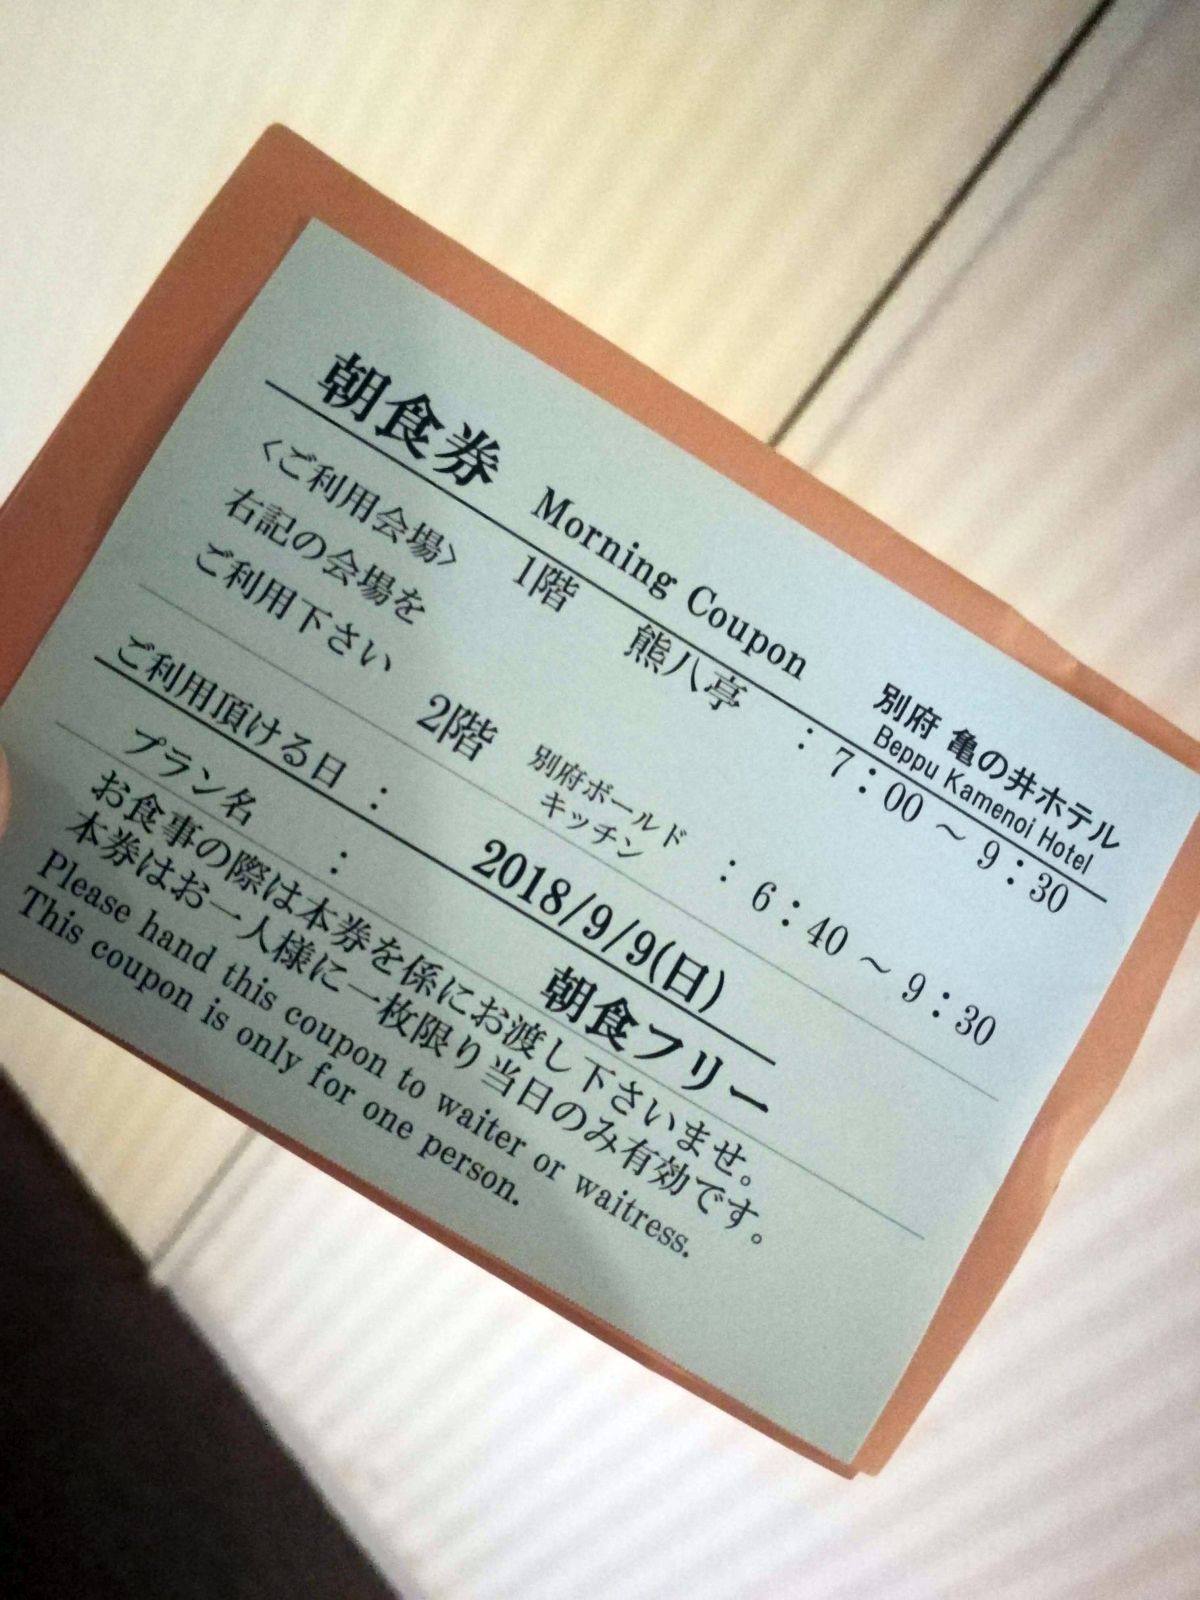 朝食券 Morning Coupon
別府 亀の井ホテル
Beppu Kamenoi Hotel
〈ご利用会場〉 1階 熊八亭 : 7:00 ~ 9:30
右記の会場を
ご利用下さい 2階 別府ボールド : 6:40 ~ 9:30
キッチン
ご利用頂ける日 : 2018/9/9(日)
プラン名 : 朝食フリー
お食事の際は本券を係にお渡し下さいませ。
本券はお一人様に一枚限り当日のみ有効です。
Please hand this coupon to waiter or waitress.
This coupon is only for one person.